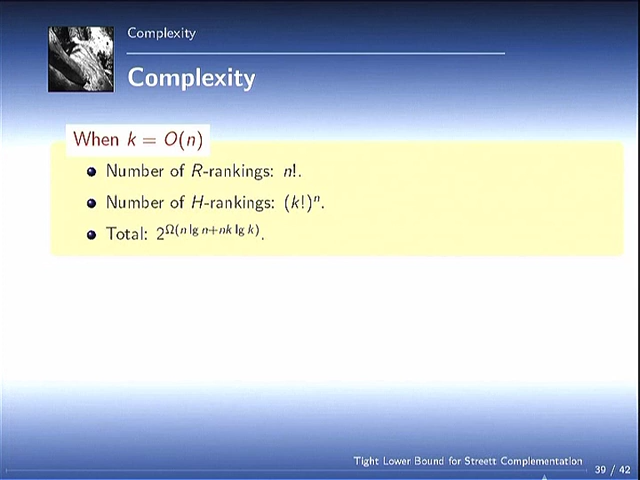 Complexity
Complexity
When k = O(n)
Number of R-rankings: n!.
Number of H-rankings: (k!)ⁿ.
Total: 2^Ω(n lg n+nk lg k).
Tight Lower Bound for Streett Complementation
39 / 42